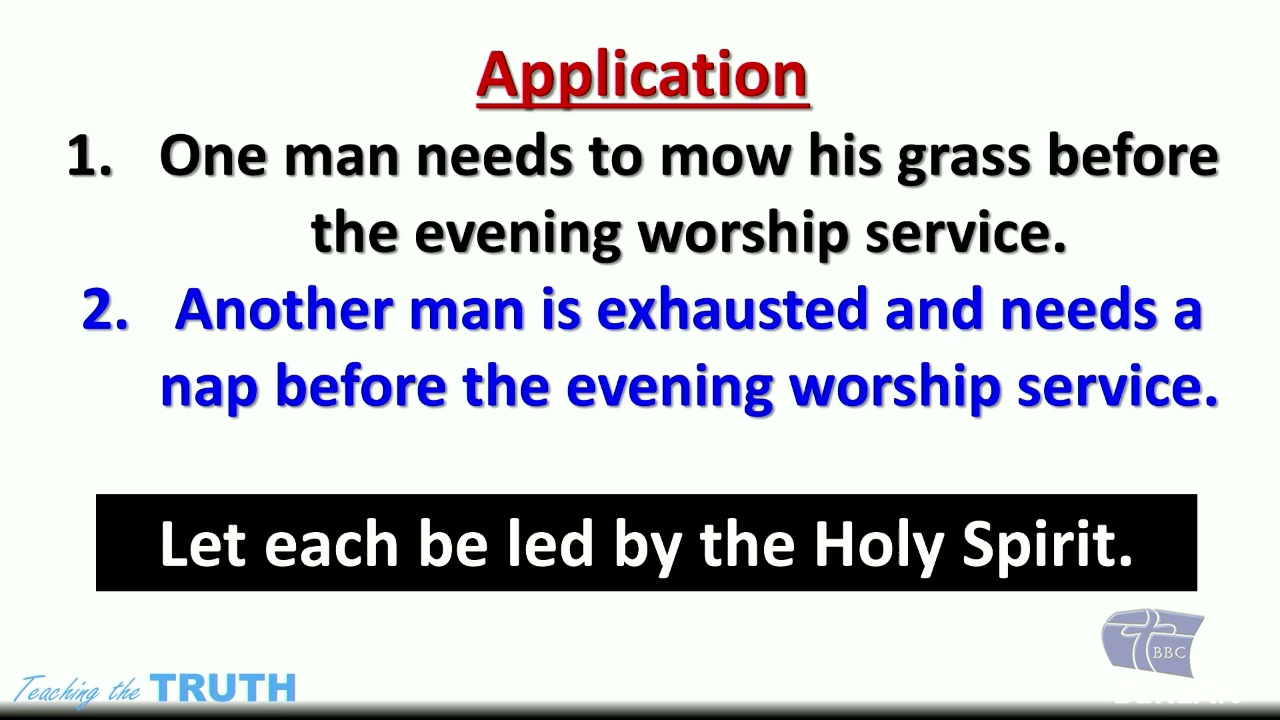 Application
1. One man needs to mow his grass before
the evening worship service.
2. Another man is exhausted and needs a
nap before the evening worship service.
Let each be led by the Holy Spirit.
BBC
Teaching the TRUTH